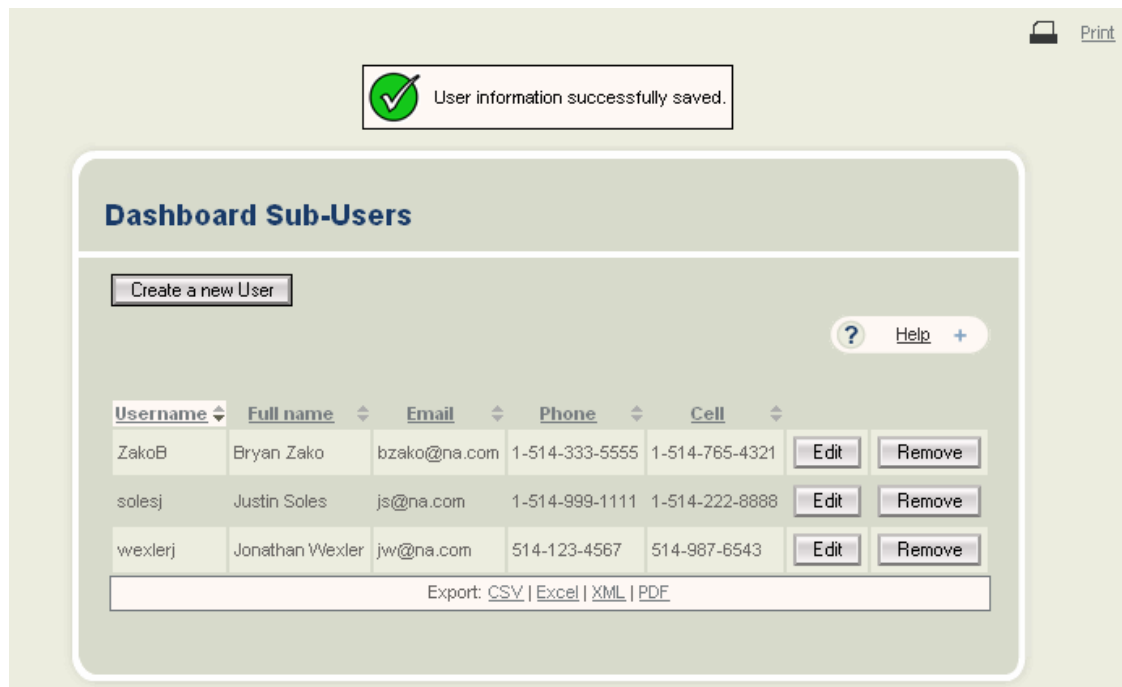 Print
User information successfully saved.
Dashboard Sub-Users
Create a new User
? Help +
Username Full name Email Phone Cell
ZakoB Bryan Zako bzako@na.com 1-514-333-5555 1-514-765-4321 Edit Remove
solesj Justin Soles js@na.com 1-514-999-1111 1-514-222-8888 Edit Remove
wexlerj Jonathan Wexler jw@na.com 514-123-4567 514-987-6543 Edit Remove
Export: CSV | Excel | XML | PDF